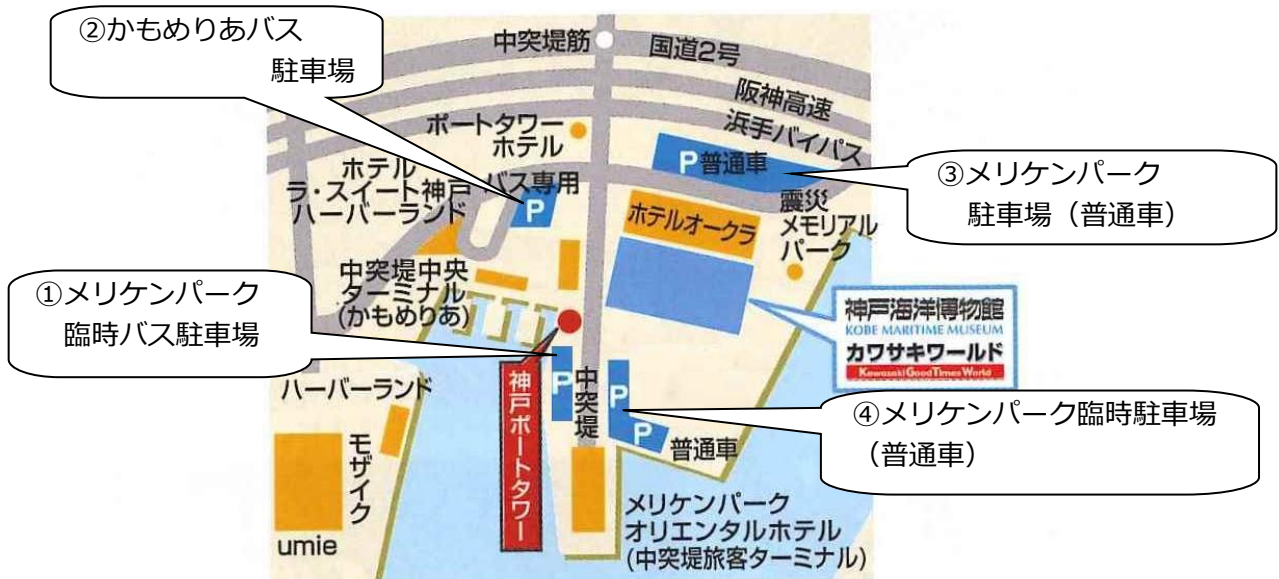 ②かもめりあバス
駐車場
中突堤筋
国道2号
阪神高速
浜手バイパス
ポートタワー
ホテル
P 普通車
③メリケンパーク
駐車場（普通車）
ホテル
ラ・スイート神戸
ハーバーランド
バス専用
P
ホテルオークラ
震災
メモリアル
パーク
中突堤中央
ターミナル
(かもめりあ)
①メリケンパーク
臨時バス駐車場
神戸海洋博物館
KOBE MARITIME MUSEUM
カワサキワールド
Kawasaki Good Times World
ハーバーランド
P
神戸ポートタワー
中突堤
P
P
普通車
④メリケンパーク臨時駐車場
（普通車）
モザイク
umie
メリケンパーク
オリエンタルホテル
(中突堤旅客ターミナル)